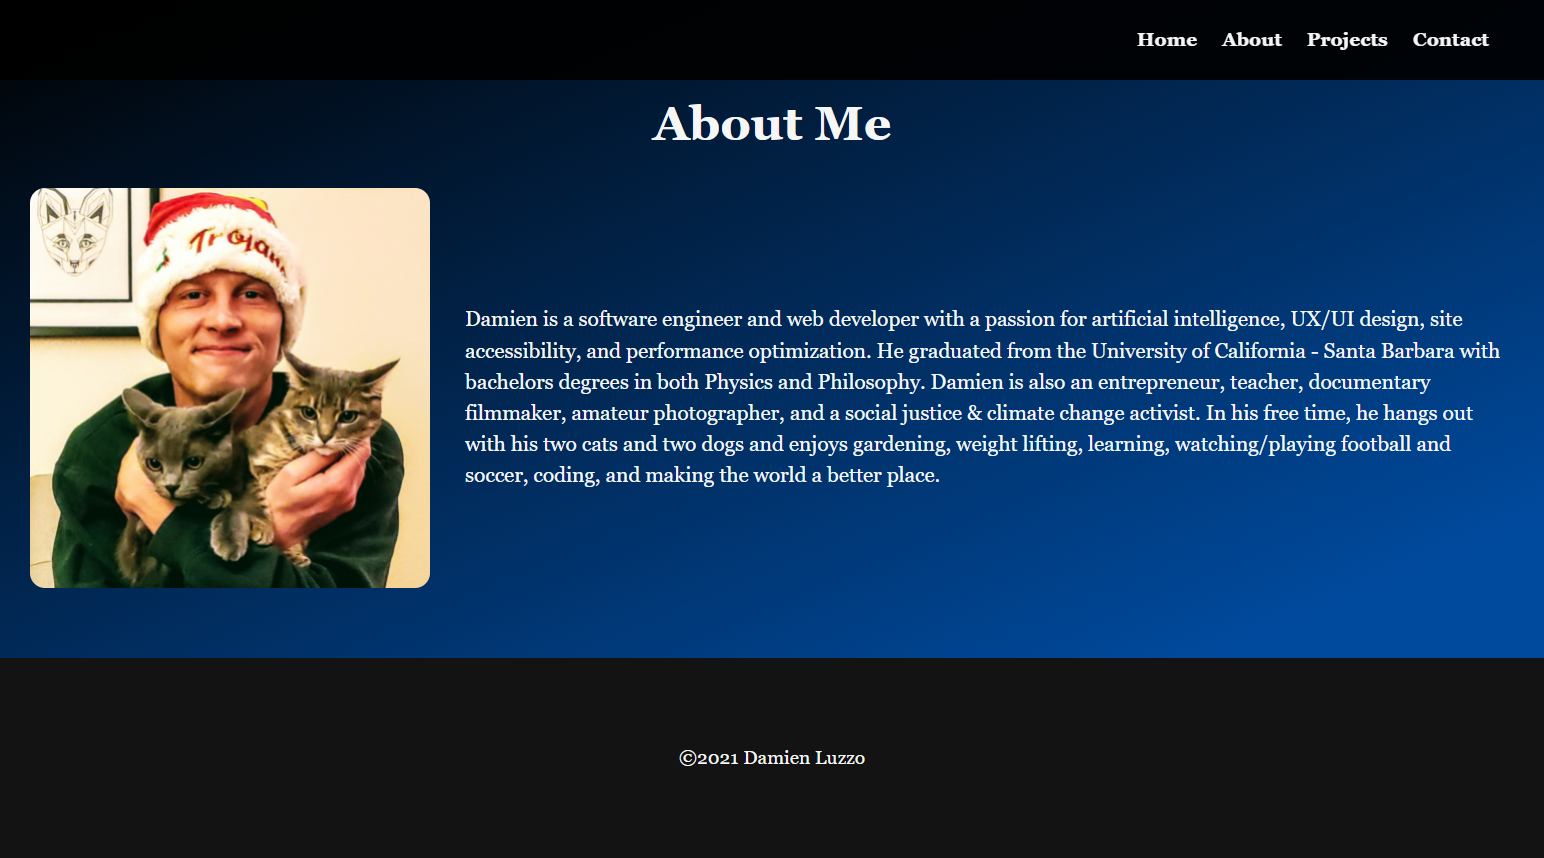 Home About Projects Contact
About Me
Trojans
Damien is a software engineer and web developer with a passion for artificial intelligence, UX/UI design, site
accessibility, and performance optimization. He graduated from the University of California - Santa Barbara with
bachelors degrees in both Physics and Philosophy. Damien is also an entrepreneur, teacher, documentary
filmmaker, amateur photographer, and a social justice & climate change activist. In his free time, he hangs out
with his two cats and two dogs and enjoys gardening, weight lifting, learning, watching/playing football and
soccer, coding, and making the world a better place.
©2021 Damien Luzzo